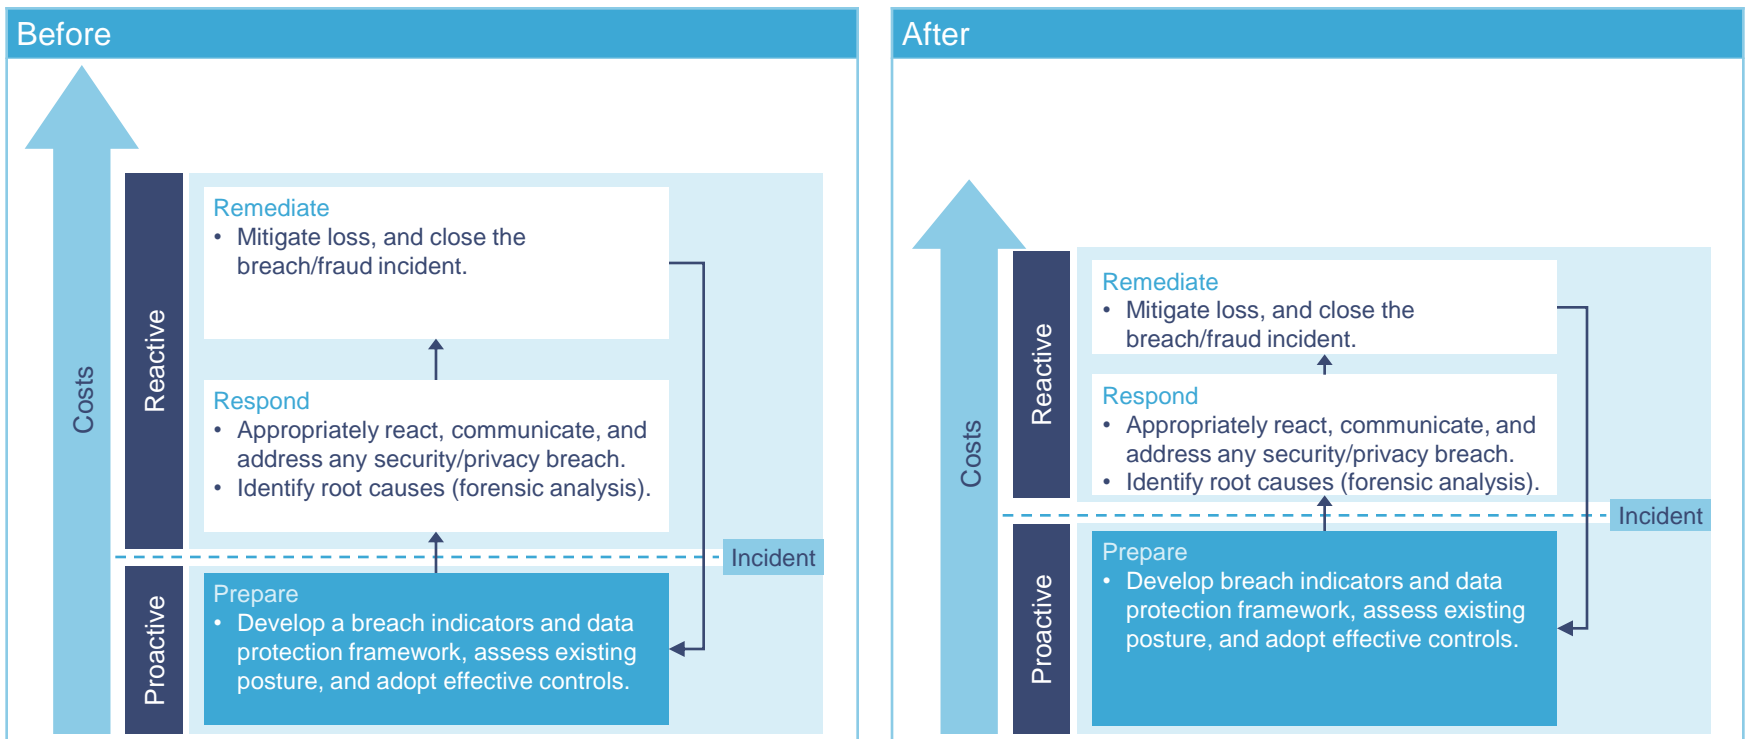 Before
Costs
Reactive
Remediate
• Mitigate loss, and close the
breach/fraud incident.
Respond
• Appropriately react, communicate, and
address any security/privacy breach.
• Identify root causes (forensic analysis).
Incident
Proactive
Prepare
• Develop a breach indicators and data
protection framework, assess existing
posture, and adopt effective controls.
After
Costs
Reactive
Remediate
• Mitigate loss, and close the
breach/fraud incident.
Respond
• Appropriately react, communicate, and
address any security/privacy breach.
• Identify root causes (forensic analysis).
Incident
Proactive
Prepare
• Develop breach indicators and data
protection framework, assess existing
posture, and adopt effective controls.